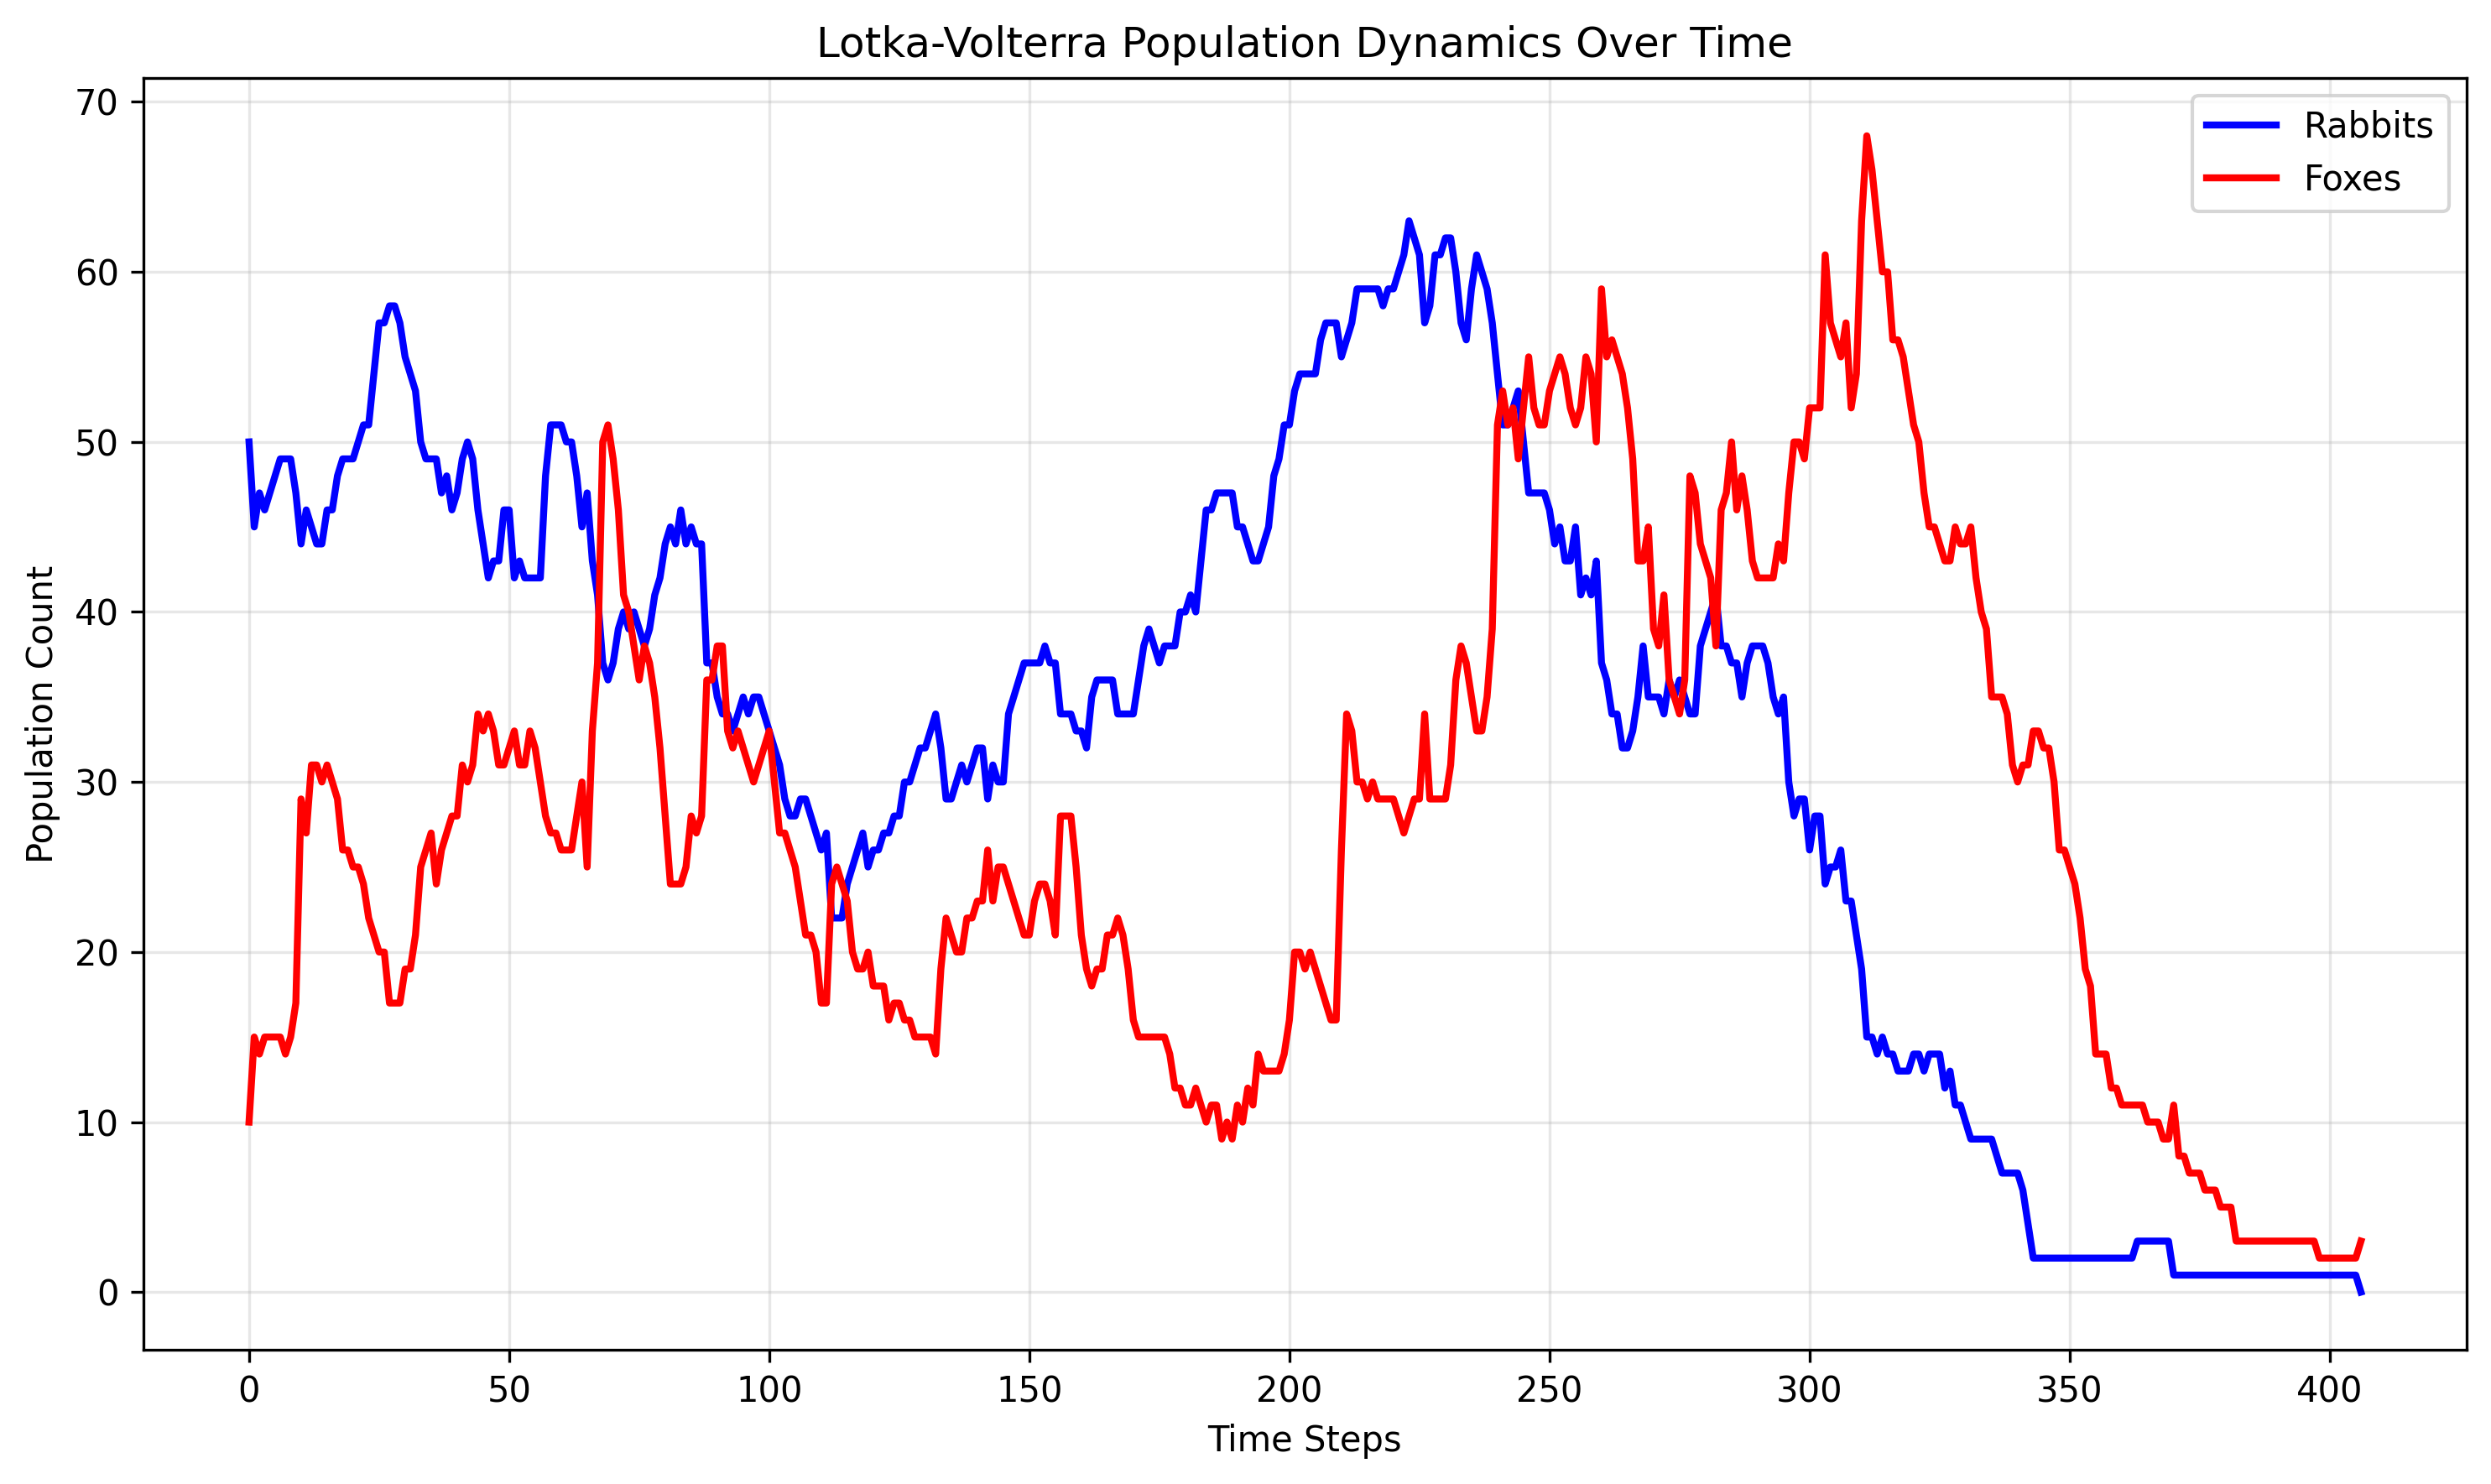 Lotka-Volterra Population Dynamics Over Time
70
60
50
40
30
20
10
0
Population Count
Rabbits
Foxes
0 50 100 150 200 250 300 350 400
Time Steps